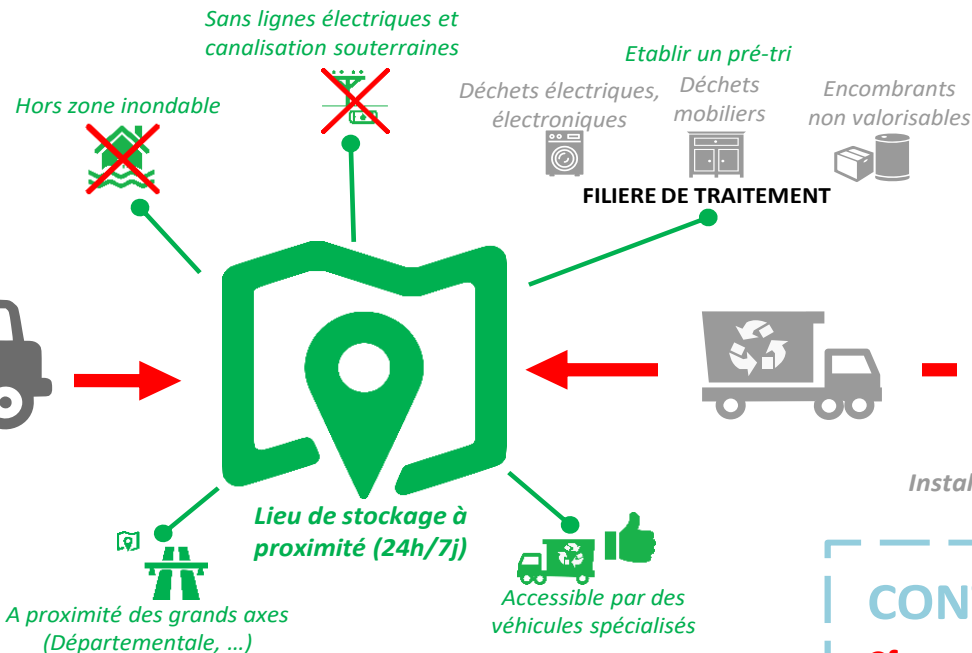 Sans lignes électriques et
canalisation souterraines
Hors zone inondable
Etablir un pré-tri
Déchets électriques,
électroniques
Déchets
mobiliers
Encombrants
non valorisables
FILIERE DE TRAITEMENT
Lieu de stockage à
proximité (24h/7j)
A proximité des grands axes
(Départementale, ...)
Accessible par des
véhicules spécialisés
Instal
CON